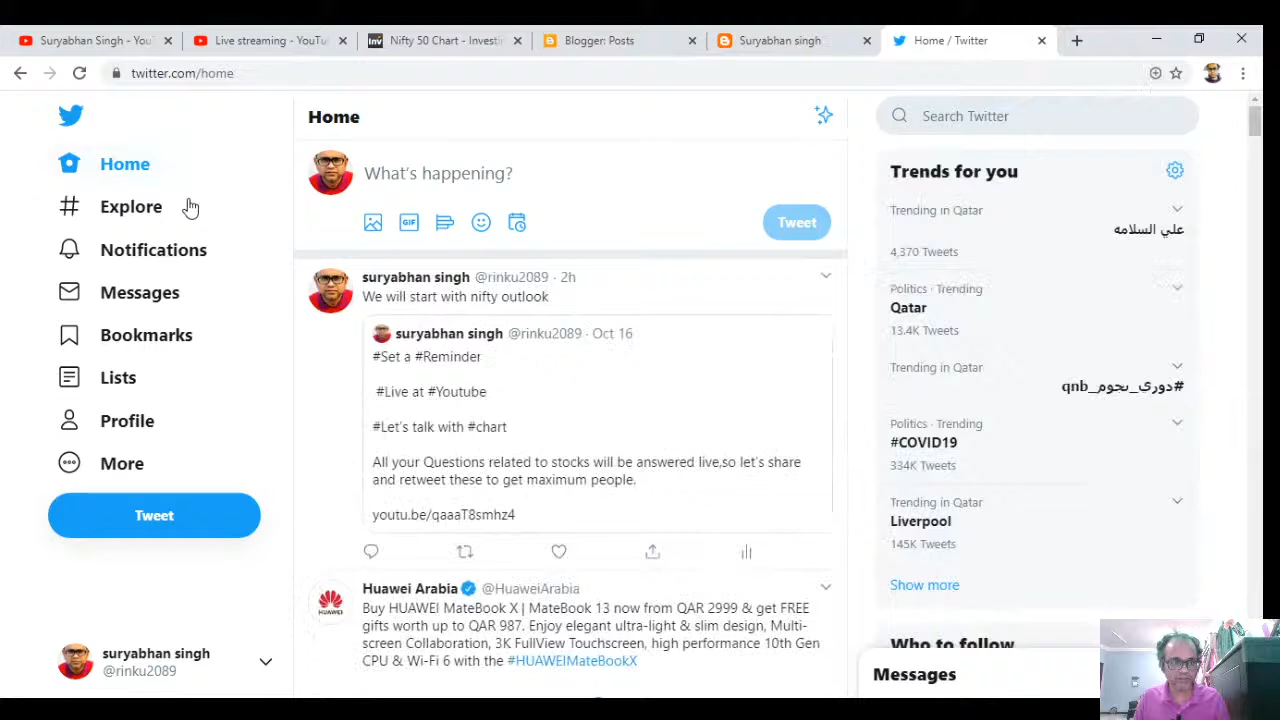 Suryabhan Singh - You
Live streaming - YouTu
Nifty 50 Chart - Investi
Blogger: Posts
Suryabhan singh
Home / Twitter
twitter.com/home
Home
Explore
Notifications
Messages
Bookmarks
Lists
Profile
More
Tweet
suryabhan singh
@rinku2089
Home
What's happening?
GIF
Tweet
suryabhan singh @rinku2089 · 2h
We will start with nifty outlook
suryabhan singh @rinku2089 · Oct 16
#Set a #Reminder
#Live at #Youtube
#Let's talk with #chart
All your Questions related to stocks will be answered live,so let's share
and retweet these to get maximum people.
youtu.be/qaaaT8smhz4
Huawei Arabia @HuaweiArabia
Buy HUAWEI MateBook X | MateBook 13 now from QAR 2999 & get FREE
gifts worth up to QAR 987. Enjoy elegant ultra-light & slim design, Multi-
screen Collaboration, 3K FullView Touchscreen, high performance 10th Gen
CPU & Wi-Fi 6 with the #HUAWEIMateBookX
HUAWEI
Search Twitter
Trends for you
Trending in Qatar
علي السلامه
4,370 Tweets
Politics · Trending
Qatar
13.4K Tweets
Trending in Qatar
#دوري_نجوم_qnb
Politics · Trending
#COVID19
334K Tweets
Trending in Qatar
Liverpool
145K Tweets
Show more
Who to follow
Messages